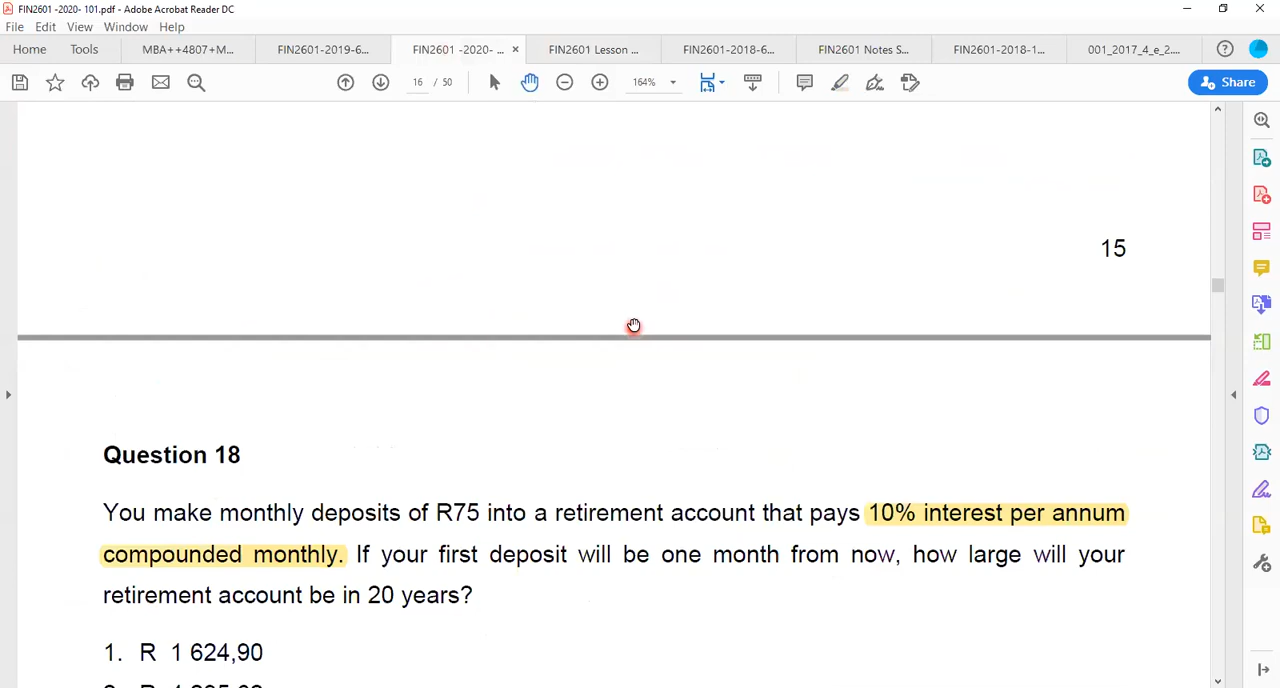 FIN2601 -2020- 101.pdf - Adobe Acrobat Reader DC
File Edit View Window Help
Home Tools MBA++4807+M... FIN2601-2019-6... FIN2601 -2020- ... × FIN2601 Lesson ... FIN2601-2018-6... FIN2601 Notes S... FIN2601-2018-1... 001_2017_4_e_2....
16 / 50 164% Share
15
Question 18
You make monthly deposits of R75 into a retirement account that pays 10% interest per annum
compounded monthly. If your first deposit will be one month from now, how large will your
retirement account be in 20 years?
1. R 1 624,90